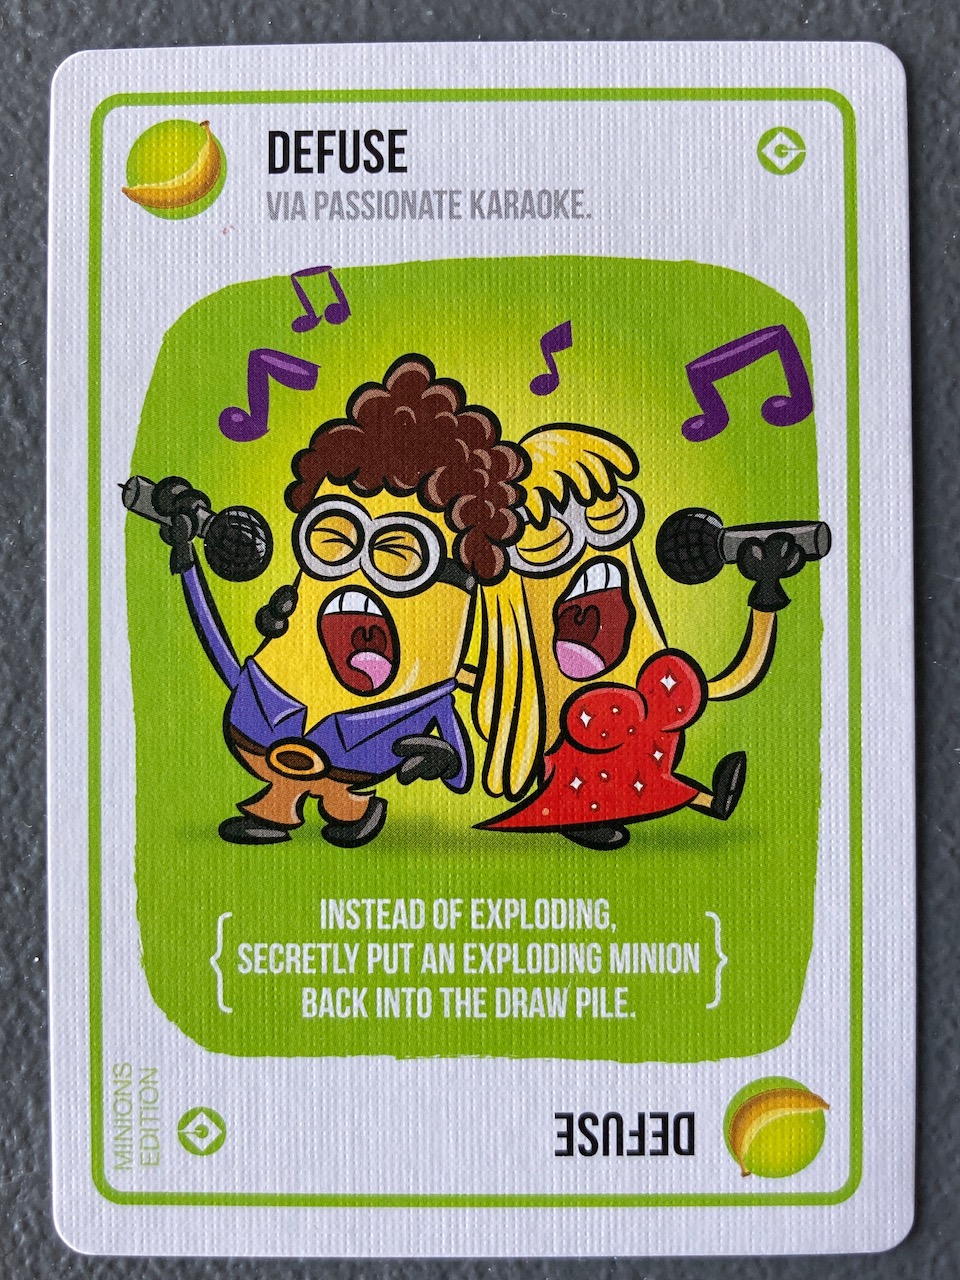 DEFUSE
VIA PASSIONATE KARAOKE.
INSTEAD OF EXPLODING,
SECRETLY PUT AN EXPLODING MINION
BACK INTO THE DRAW PILE.
MINIONS
EDITION
DEFUSE